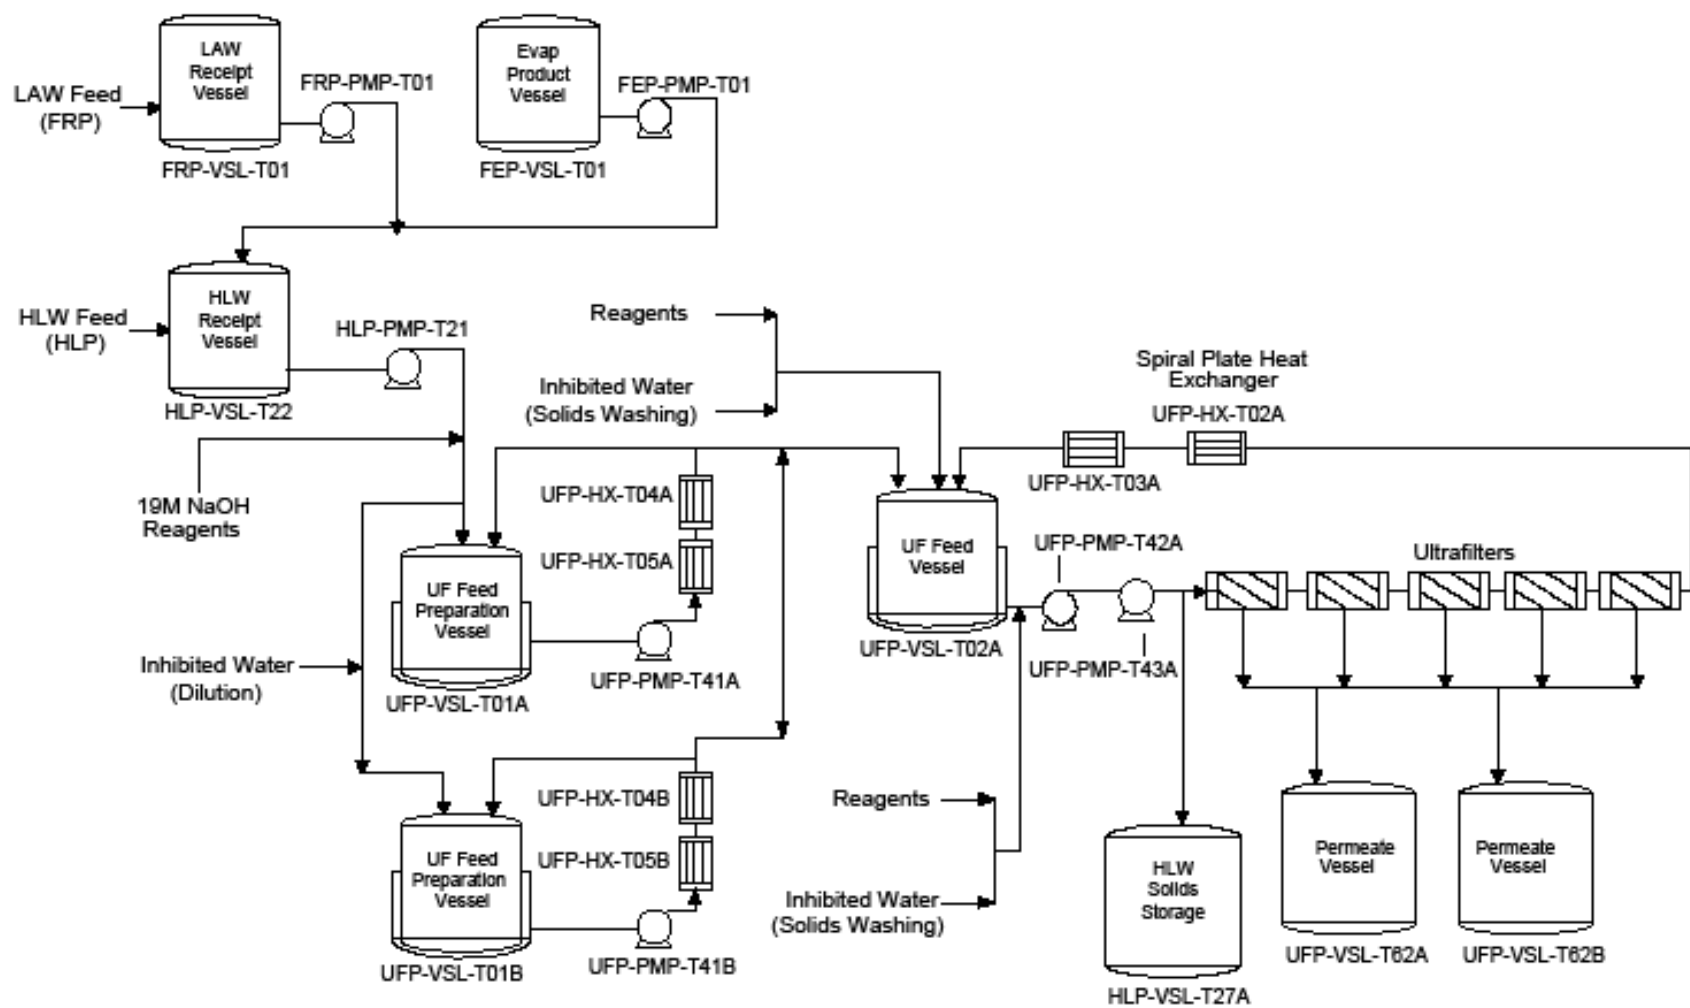 LAW
Receipt
Vessel
Evap
Product
Vessel
FRP-PMP-T01
FEP-PMP-T01
LAW Feed
(FRP)
FRP-VSL-T01
FEP-VSL-T01
HLW
Receipt
Vessel
HLW Feed
(HLP)
HLP-PMP-T21
HLP-VSL-T22
Reagents
Inhibited Water
(Solids Washing)
Spiral Plate Heat
Exchanger
UFP-HX-T02A
UFP-HX-T03A
19M NaOH
Reagents
UFP-HX-T04A
UFP-HX-T05A
UF Feed
Preparation
Vessel
UF Feed
Vessel
UFP-PMP-T42A
Ultrafilters
UFP-VSL-T02A
UFP-PMP-T43A
Inhibited Water
(Dilution)
UFP-PMP-T41A
UFP-VSL-T01A
UFP-HX-T04B
UFP-HX-T05B
UF Feed
Preparation
Vessel
Reagents
Inhibited Water
(Solids Washing)
HLW
Solids
Storage
Permeate
Vessel
Permeate
Vessel
UFP-VSL-T62A
UFP-VSL-T62B
UFP-VSL-T01B
UFP-PMP-T41B
HLP-VSL-T27A